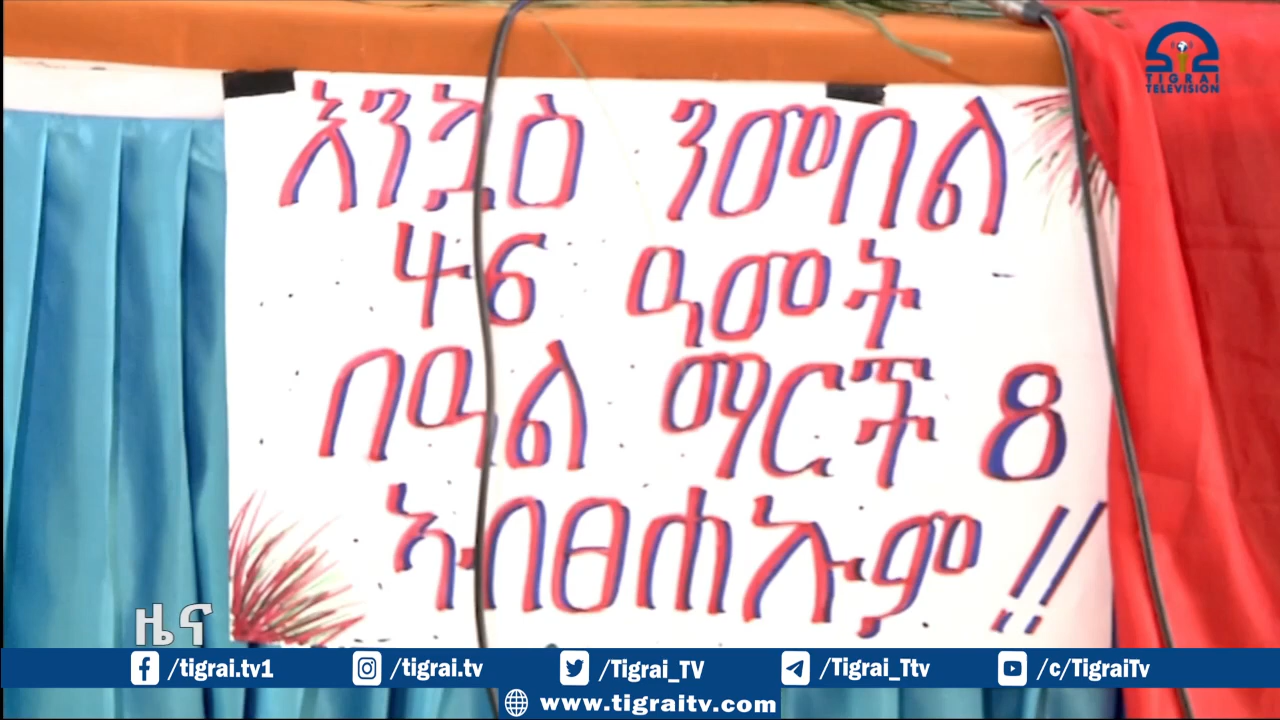 TIGRAI
TELEVISION
እንኳዕ ንመበል
46 ዓመት
በዓል ማርች 8
ኣብፀሐኩም //
ዜና
/tigrai.tv1 /tigrai.tv /Tigrai_TV /Tigrai_Ttv /c/TigraiTv
www.tigraitv.com